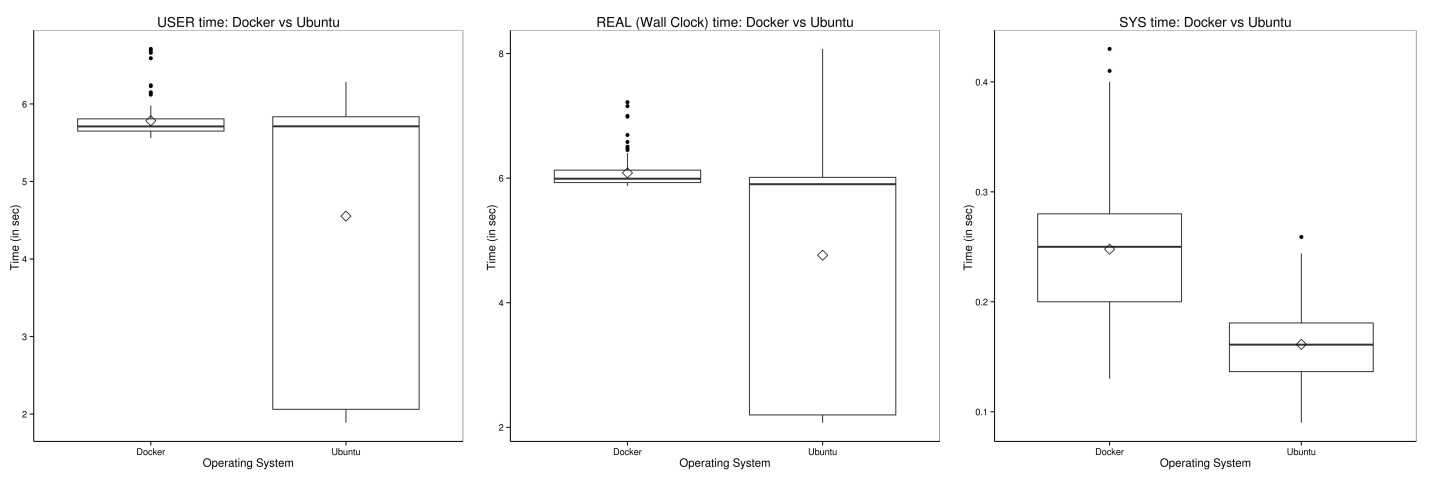 USER time: Docker vs Ubuntu
Time (in sec)
6
5
4
3
2
Docker
Ubuntu
Operating System
REAL (Wall Clock) time: Docker vs Ubuntu
Time (in sec)
8
6
4
2
Docker
Ubuntu
Operating System
SYS time: Docker vs Ubuntu
Time (in sec)
0.4
0.3
0.2
0.1
Docker
Ubuntu
Operating System